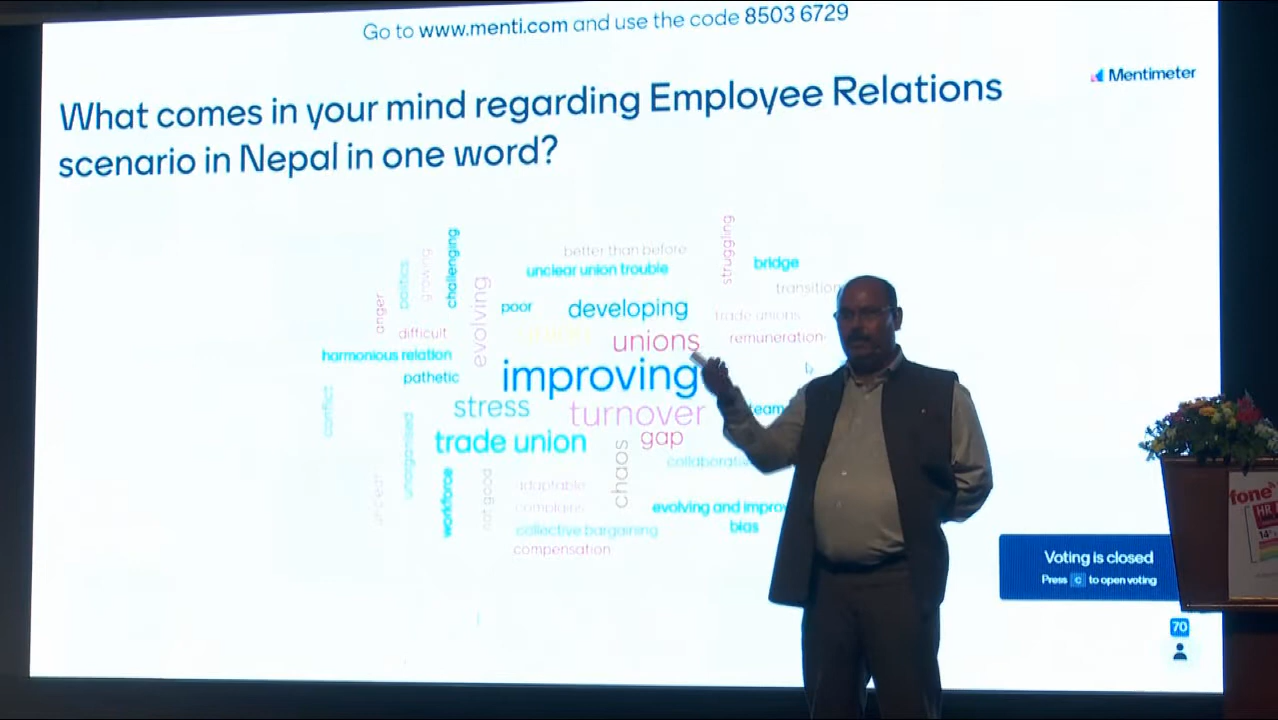 Go to www.menti.com and use the code 8503 6729
Mentimeter
What comes in your mind regarding Employee Relations
scenario in Nepal in one word?
struggling
better than before
bridge
unclear union trouble
challenging
growing
politics
transition
evolving
anger
poor
developing
trade unions
difficult
unions
remuneration
harmonious relation
improving
pathetic
conflict
stress
turnover
team
trade union
gap
chaos
unorganised
collaborati
workforce
not good
unclear
adaptable
complains
evolving and impro
bias
collective bargaining
compensation
Voting is closed
Press C to open voting
70
fone
HR
14